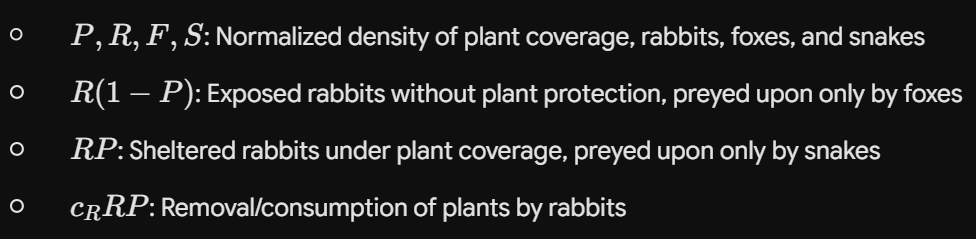 ○ P, R, F, S: Normalized density of plant coverage, rabbits, foxes, and snakes
○ R(1 − P): Exposed rabbits without plant protection, preyed upon only by foxes
○ RP: Sheltered rabbits under plant coverage, preyed upon only by snakes
○ c_R RP: Removal/consumption of plants by rabbits